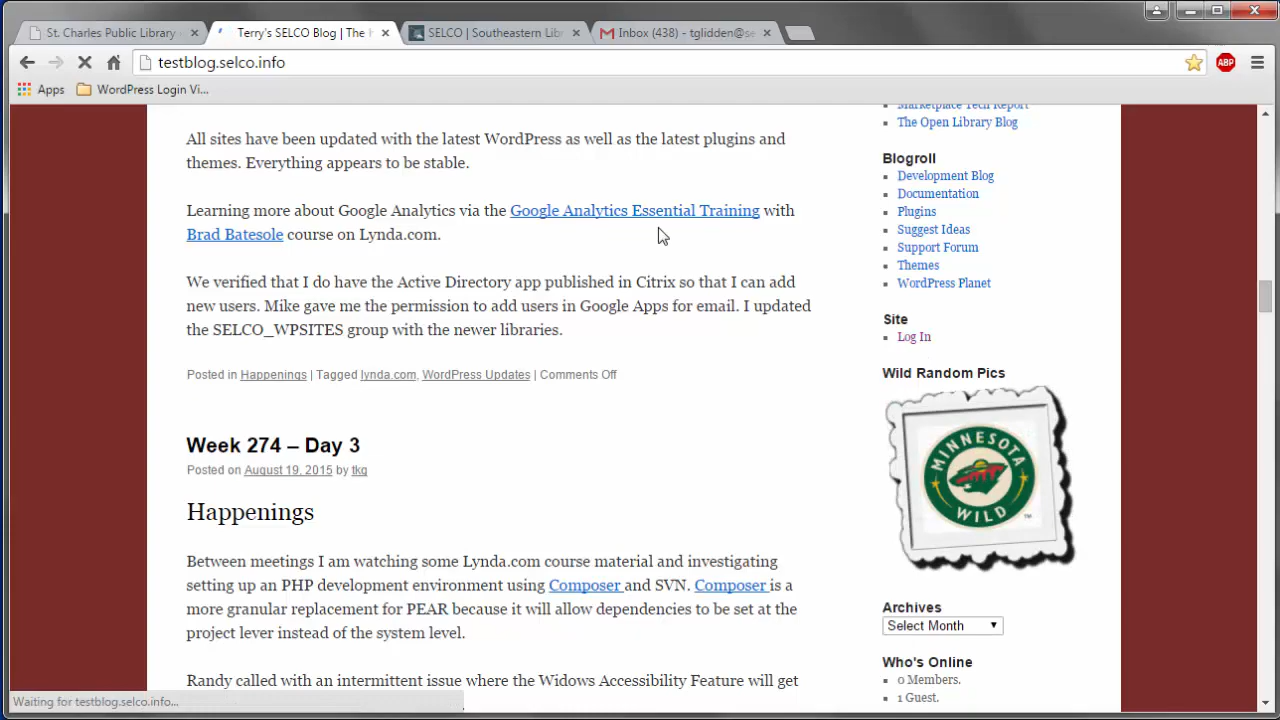 St. Charles Public Library
Terry's SELCO Blog | The
SELCO | Southeastern Lib
Inbox (438) - tglidden@se
testblog.selco.info
ABP
Apps
WordPress Login Vi...
All sites have been updated with the latest WordPress as well as the latest plugins and
themes. Everything appears to be stable.
Learning more about Google Analytics via the Google Analytics Essential Training with
Brad Batesole course on Lynda.com.
We verified that I do have the Active Directory app published in Citrix so that I can add
new users. Mike gave me the permission to add users in Google Apps for email. I updated
the SELCO_WPSITES group with the newer libraries.
Posted in Happenings | Tagged lynda.com, WordPress Updates | Comments Off
Week 274 – Day 3
Posted on August 19, 2015 by tkg
Happenings
Between meetings I am watching some Lynda.com course material and investigating
setting up an PHP development environment using Composer and SVN. Composer is a
more granular replacement for PEAR because it will allow dependencies to be set at the
project lever instead of the system level.
Randy called with an intermittent issue where the Widows Accessibility Feature will get
Marketplace Tech Report
The Open Library Blog
Blogroll
Development Blog
Documentation
Plugins
Suggest Ideas
Support Forum
Themes
WordPress Planet
Site
Log In
Wild Random Pics
MINNESOTA
WILD
TM
Archives
Select Month
Who's Online
0 Members.
1 Guest.
Waiting for testblog.selco.info...